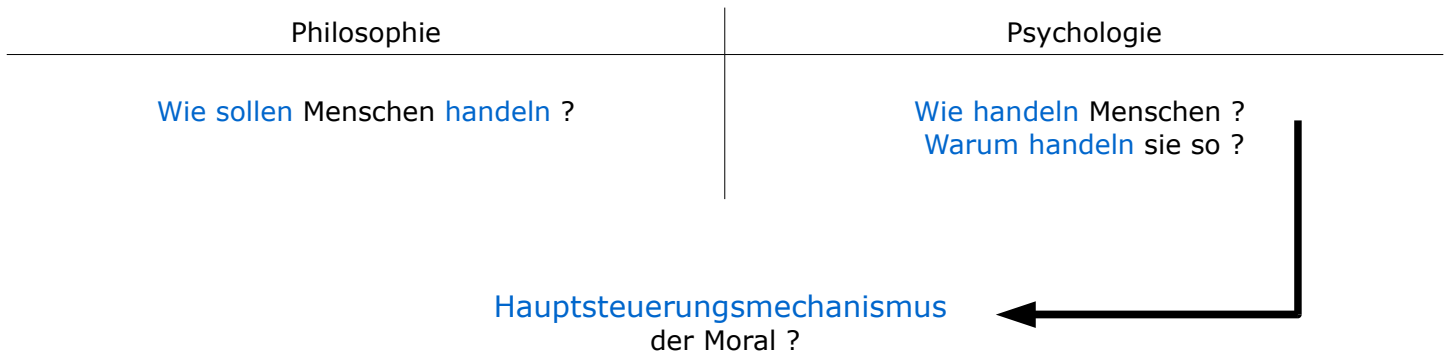 Philosophie
Psychologie
Wie sollen Menschen handeln ?
Wie handeln Menschen ?
Warum handeln sie so ?
Hauptsteuerungsmechanismus
der Moral ?